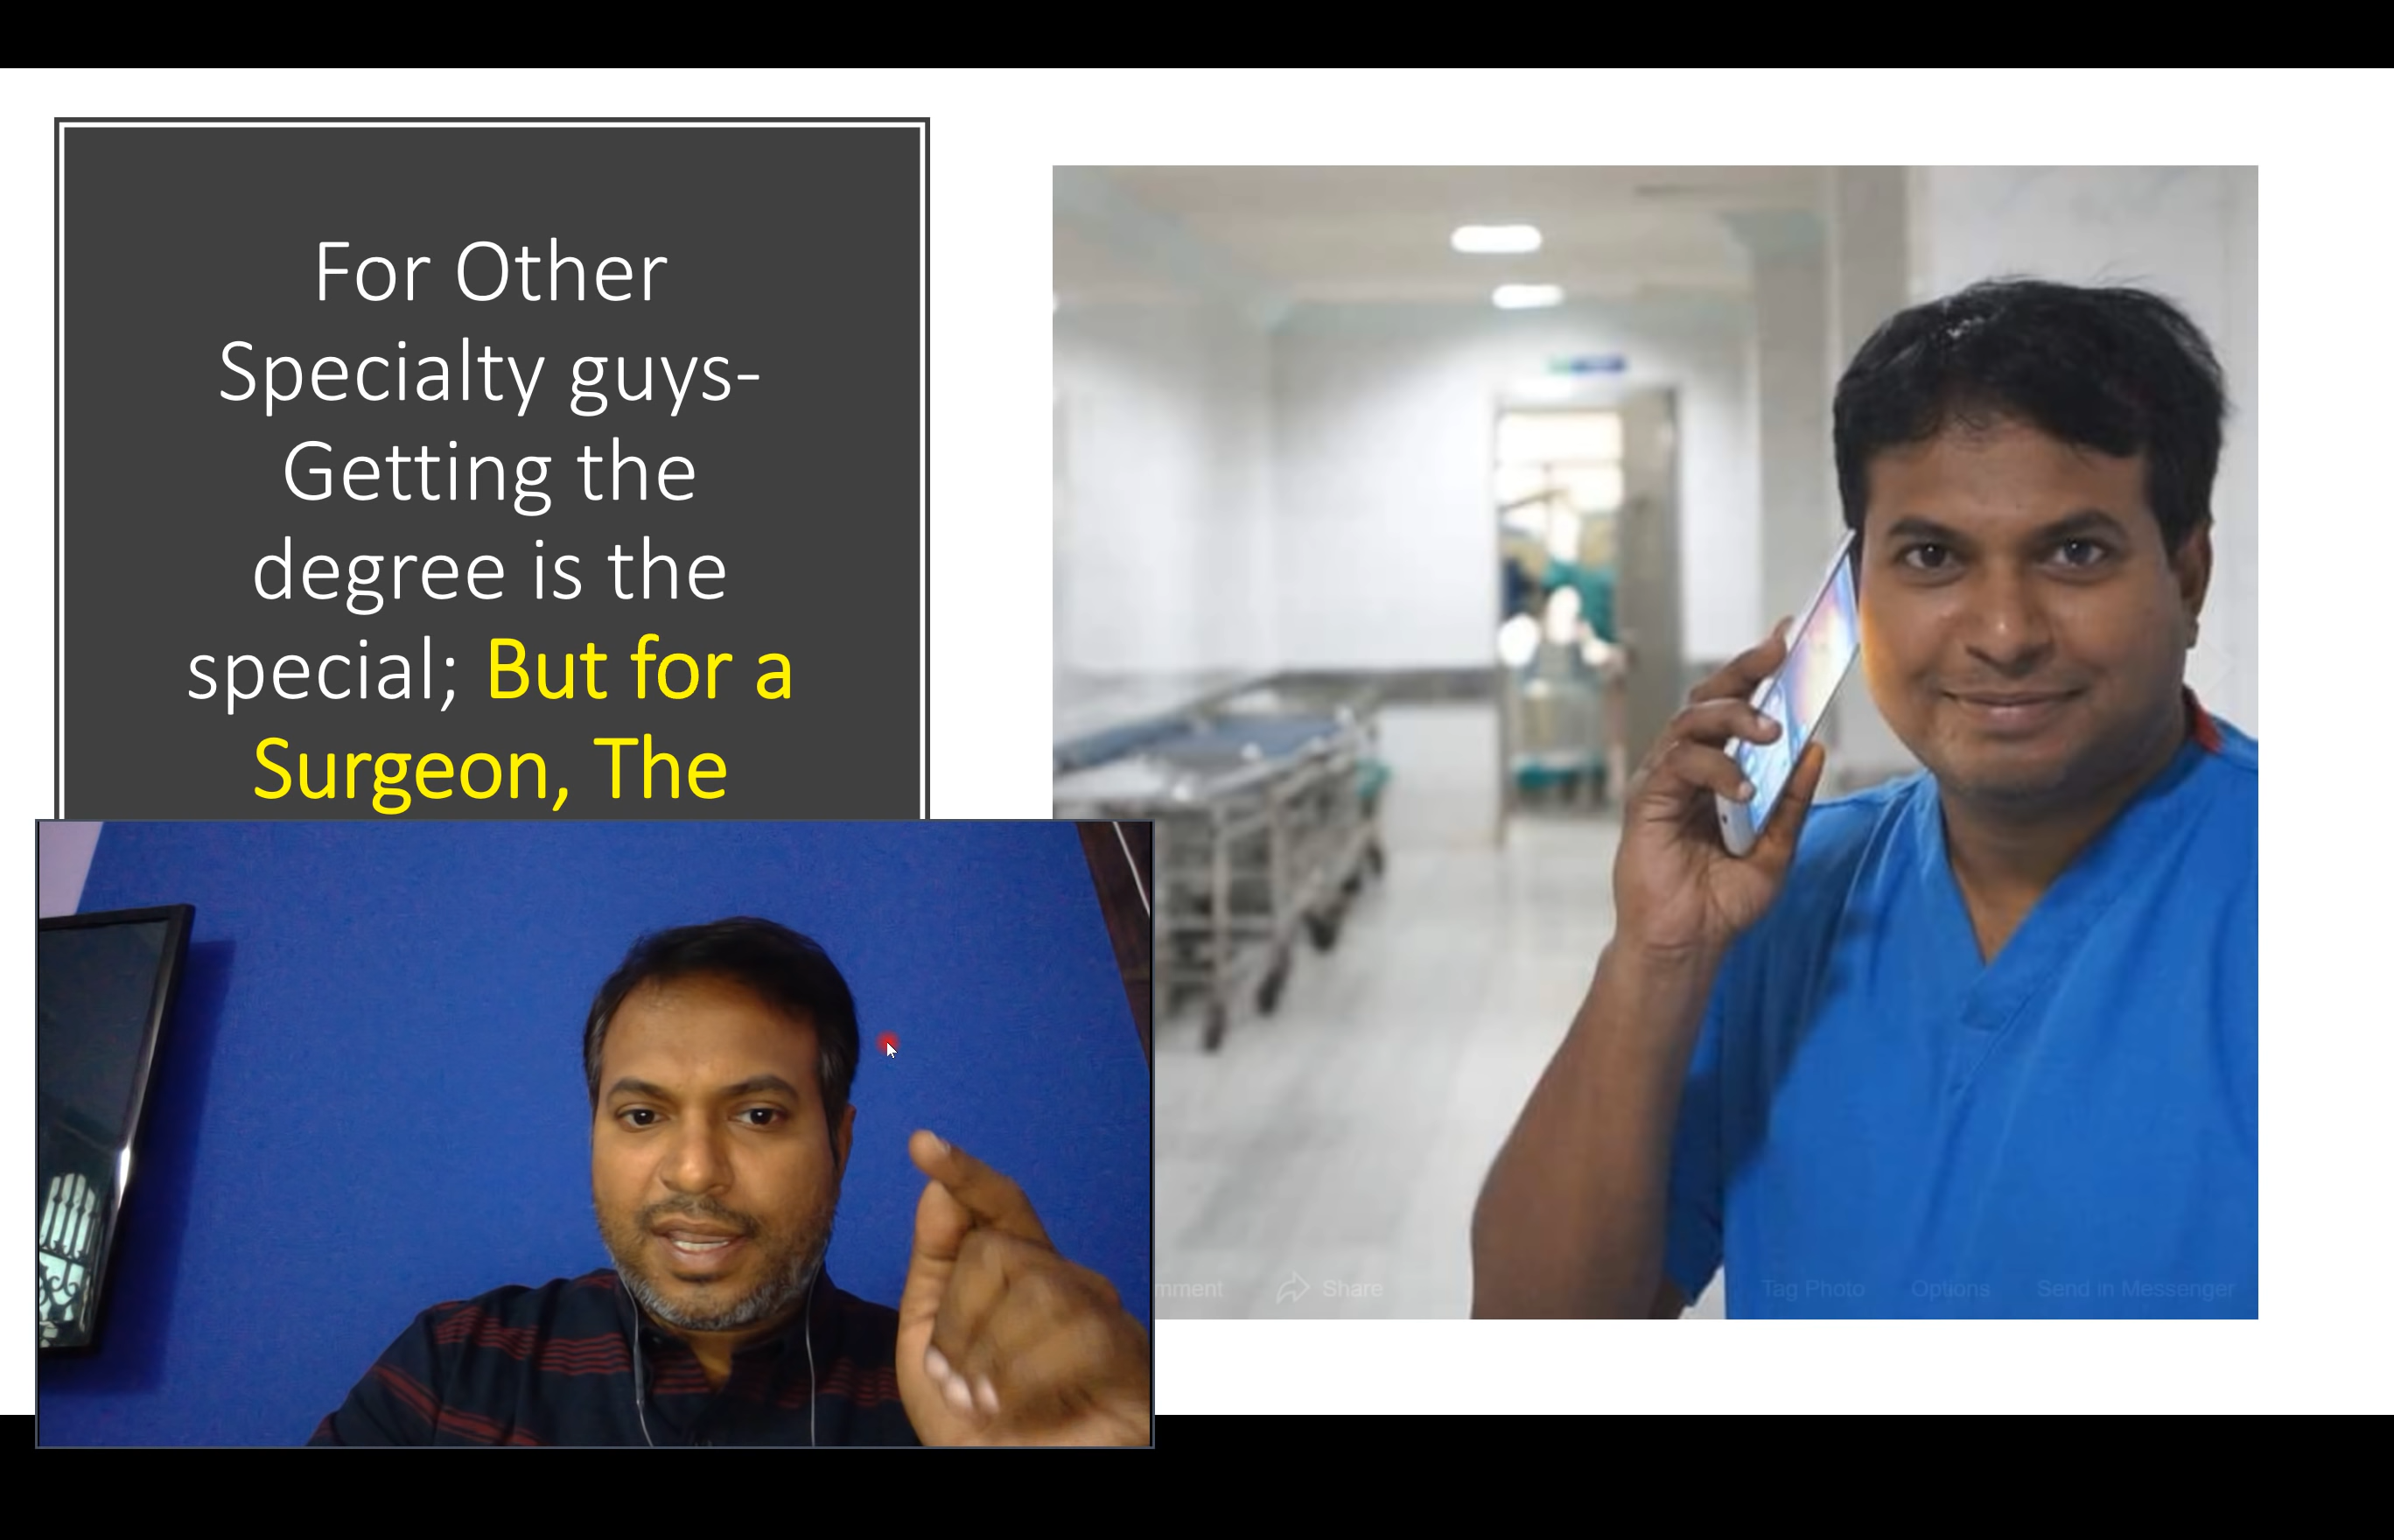 For Other
Specialty guys-
Getting the
degree is the
special; But for a
Surgeon, The
mment Share Tag Photo Options Send in Messenger